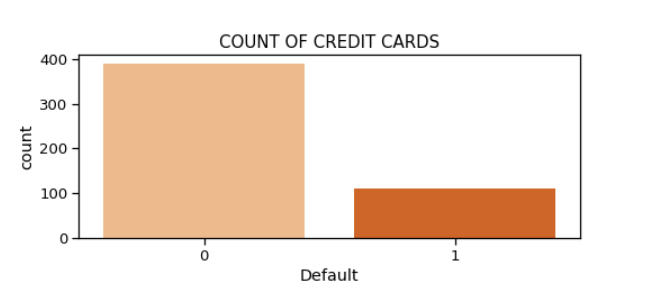 COUNT OF CREDIT CARDS
400
300
200
100
0
count
0 1
Default